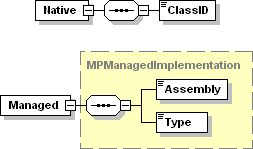 Native
ClassID
MPManagedImplementation
Assembly
Managed
Type